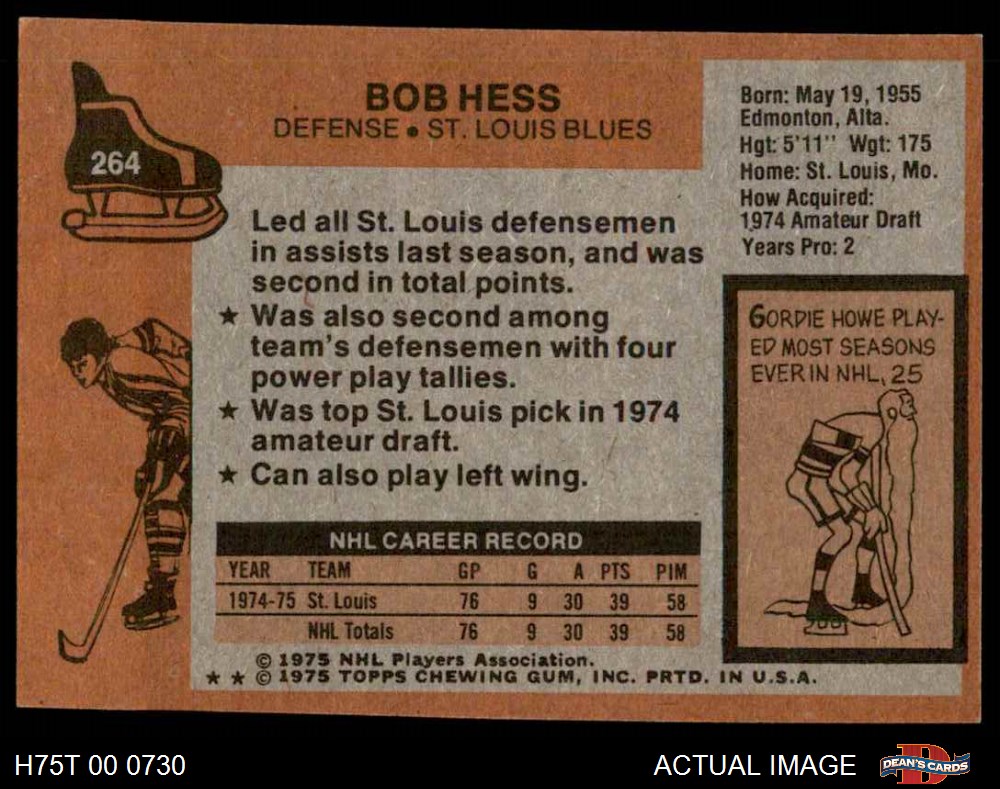 264
BOB HESS
DEFENSE • ST. LOUIS BLUES
Born: May 19, 1955
Edmonton, Alta.
Hgt: 5'11" Wgt: 175
Home: St. Louis, Mo.
How Acquired:
1974 Amateur Draft
Years Pro: 2
Led all St. Louis defensemen
in assists last season, and was
second in total points.
★ Was also second among
team's defensemen with four
power play tallies.
★ Was top St. Louis pick in 1974
amateur draft.
★ Can also play left wing.
GORDIE HOWE PLAY-
ED MOST SEASONS
EVER IN NHL, 25
NHL CAREER RECORD
YEAR TEAM GP G A PTS PIM
1974-75 St. Louis 76 9 30 39 58
NHL Totals 76 9 30 39 58
© 1975 NHL Players Association.
★ ★ © 1975 TOPPS CHEWING GUM, INC. PRTD. IN U.S.A.
H75T 00 0730
ACTUAL IMAGE
DEAN'S CARDS